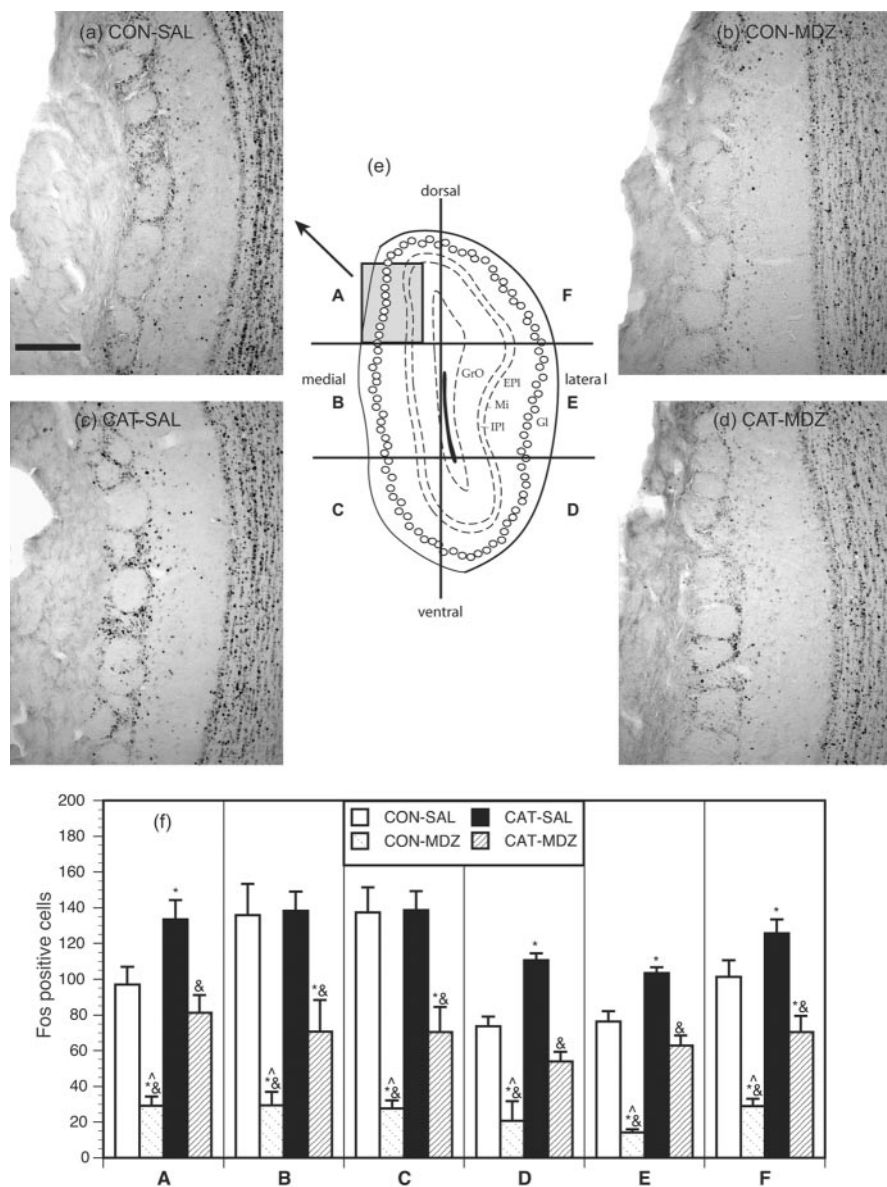 (a) CON-SAL
(b) CON-MDZ
(e)
dorsal
A
F
medial
lateral
GrO
EPl
B
Mi
E
IPl
Gl
(c) CAT-SAL
(d) CAT-MDZ
C
D
ventral
200
180
160
140
120
100
80
60
40
20
0
Fos positive cells
(f)
CON-SAL
CAT-SAL
CON-MDZ
CAT-MDZ
*
&
^
*&
*&
^
*&
*&
^
*&
*
&
^
*&
*
&
^
*&
*
*&
^
*&
A B C D E F